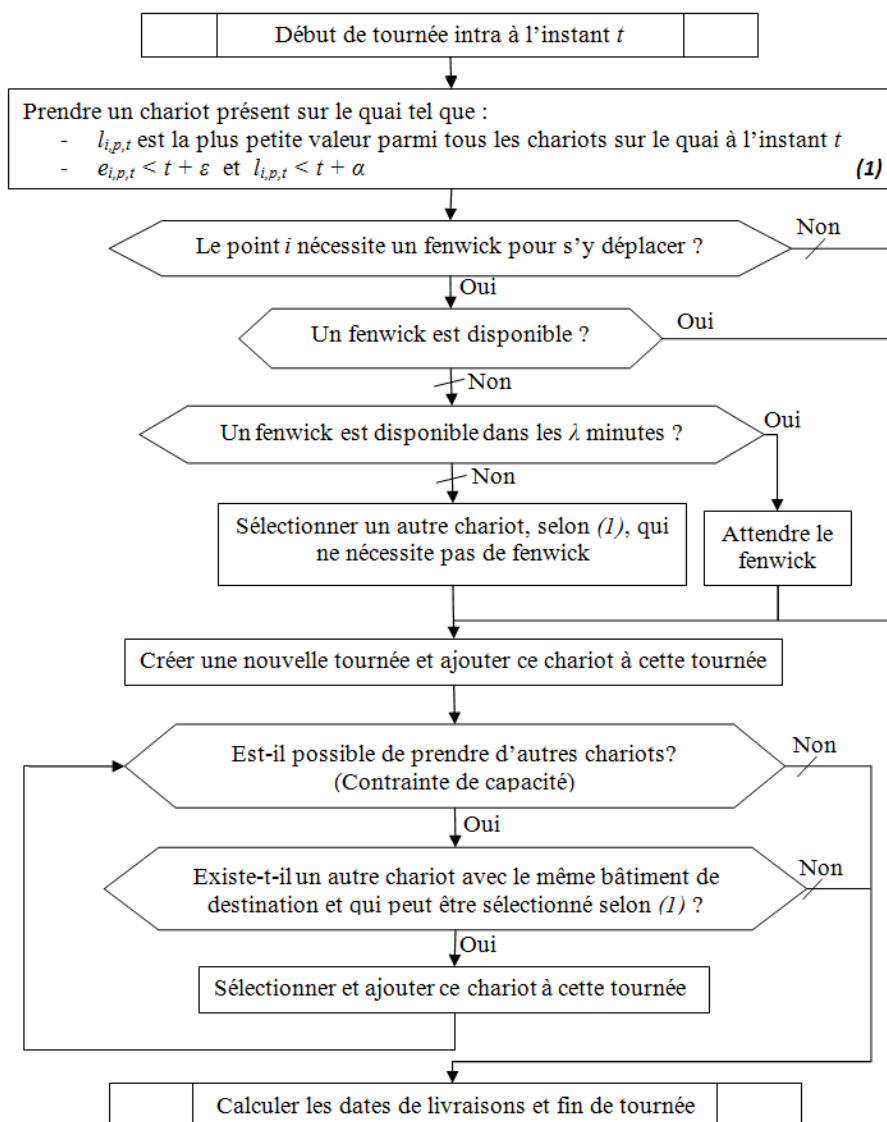 Début de tournée intra à l'instant t
Prendre un chariot présent sur le quai tel que :
- l_{i,p,t} est la plus petite valeur parmi tous les chariots sur le quai à l'instant t
- e_{i,p,t} < t + ε et l_{i,p,t} < t + α (1)
Le point i nécessite un fenwick pour s'y déplacer ?
Non
Oui
Un fenwick est disponible ?
Oui
Non
Un fenwick est disponible dans les λ minutes ?
Oui
Non
Sélectionner un autre chariot, selon (1), qui
ne nécessite pas de fenwick
Attendre le
fenwick
Créer une nouvelle tournée et ajouter ce chariot à cette tournée
Est-il possible de prendre d'autres chariots?
(Contrainte de capacité)
Non
Oui
Existe-t-il un autre chariot avec le même bâtiment de
destination et qui peut être sélectionné selon (1) ?
Non
Oui
Sélectionner et ajouter ce chariot à cette tournée
Calculer les dates de livraisons et fin de tournée